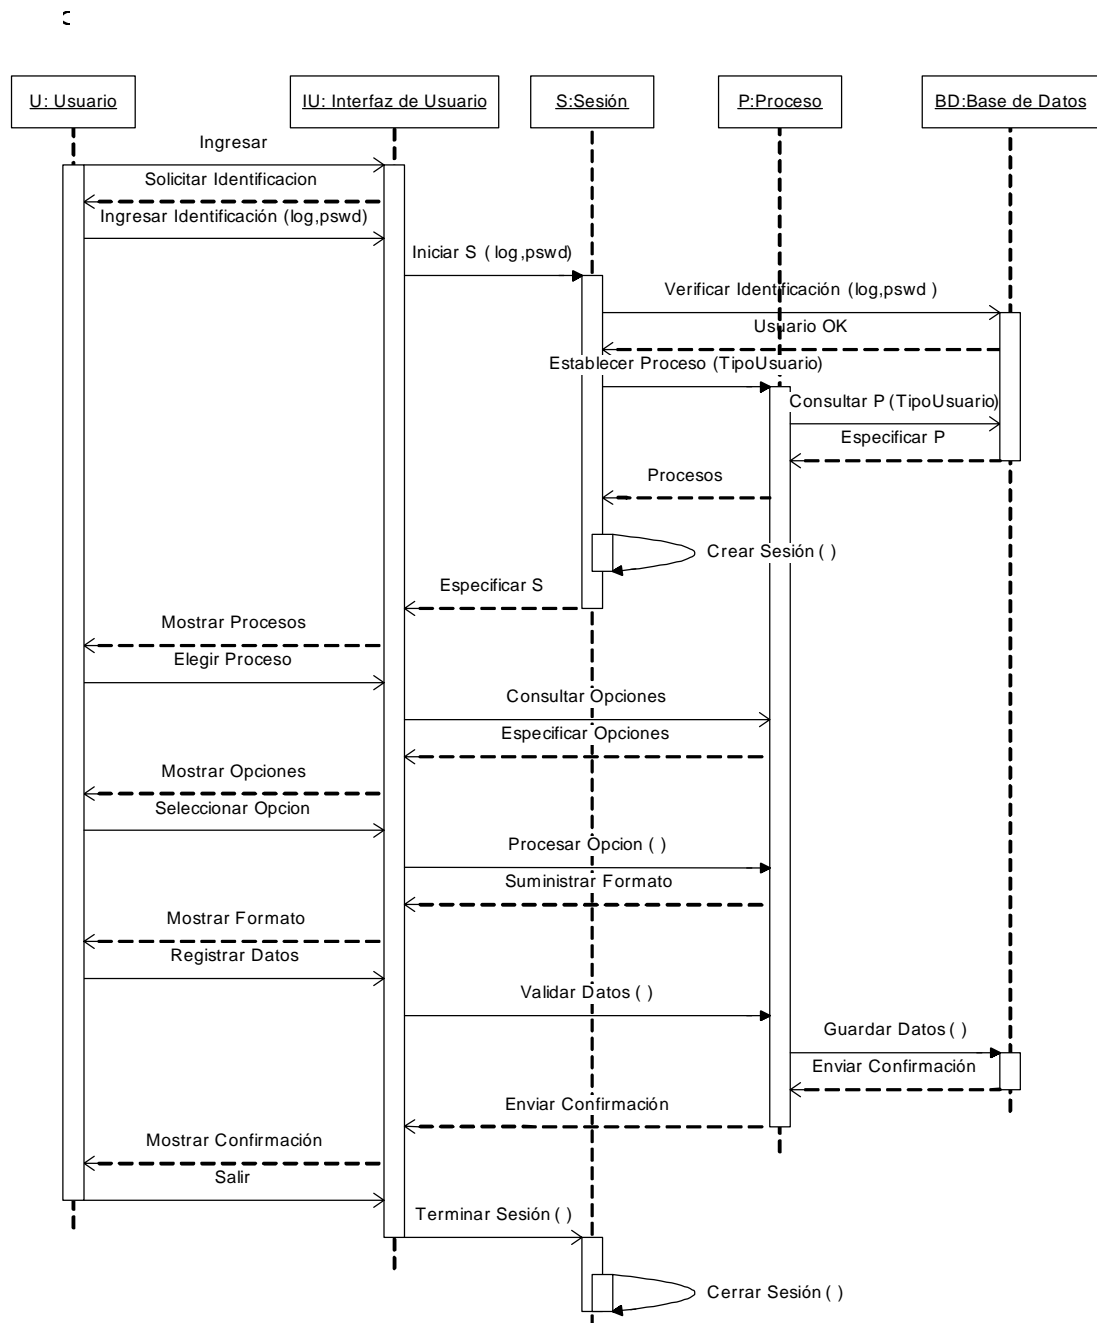 U: Usuario
IU: Interfaz de Usuario
S:Sesión
P:Proceso
BD:Base de Datos
Ingresar
Solicitar Identificacion
Ingresar Identificación (log,pswd)
Iniciar S ( log,pswd)
Verificar Identificación (log,pswd )
Usuario OK
Establecer Proceso (TipoUsuario)
Consultar P (TipoUsuario)
Especificar P
Procesos
Crear Sesión ( )
Especificar S
Mostrar Procesos
Elegir Proceso
Consultar Opciones
Especificar Opciones
Mostrar Opciones
Seleccionar Opcion
Procesar Opcion ( )
Suministrar Formato
Mostrar Formato
Registrar Datos
Validar Datos ( )
Guardar Datos ( )
Enviar Confirmación
Enviar Confirmación
Mostrar Confirmación
Salir
Terminar Sesión ( )
Cerrar Sesión ( )